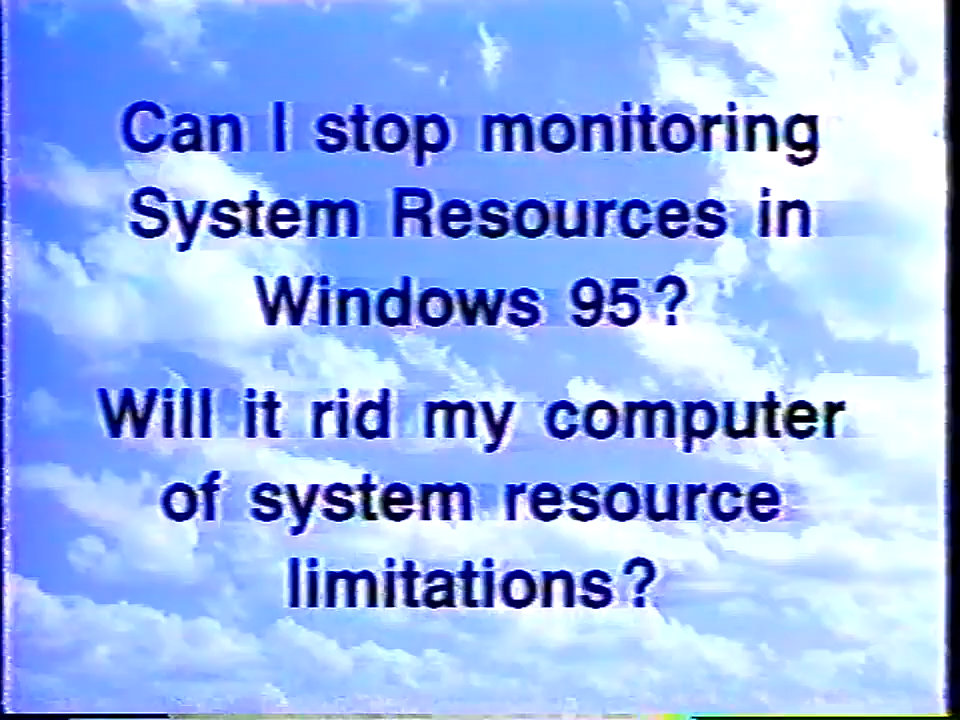 Can I stop monitoring
System Resources in
Windows 95?
Will it rid my computer
of system resource
limitations?